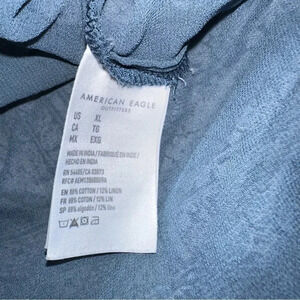 AMERICAN EAGLE
OUTFITTERS
US XL
CA TG
MX EXG
MADE IN INDIA / FABRIQUÉ EN INDE /
HECHO EN INDIA
EN 88% COTTON / 12% LINEN
FR 88% COTON / 12% LIN
SP 88% algodón / 12% lino